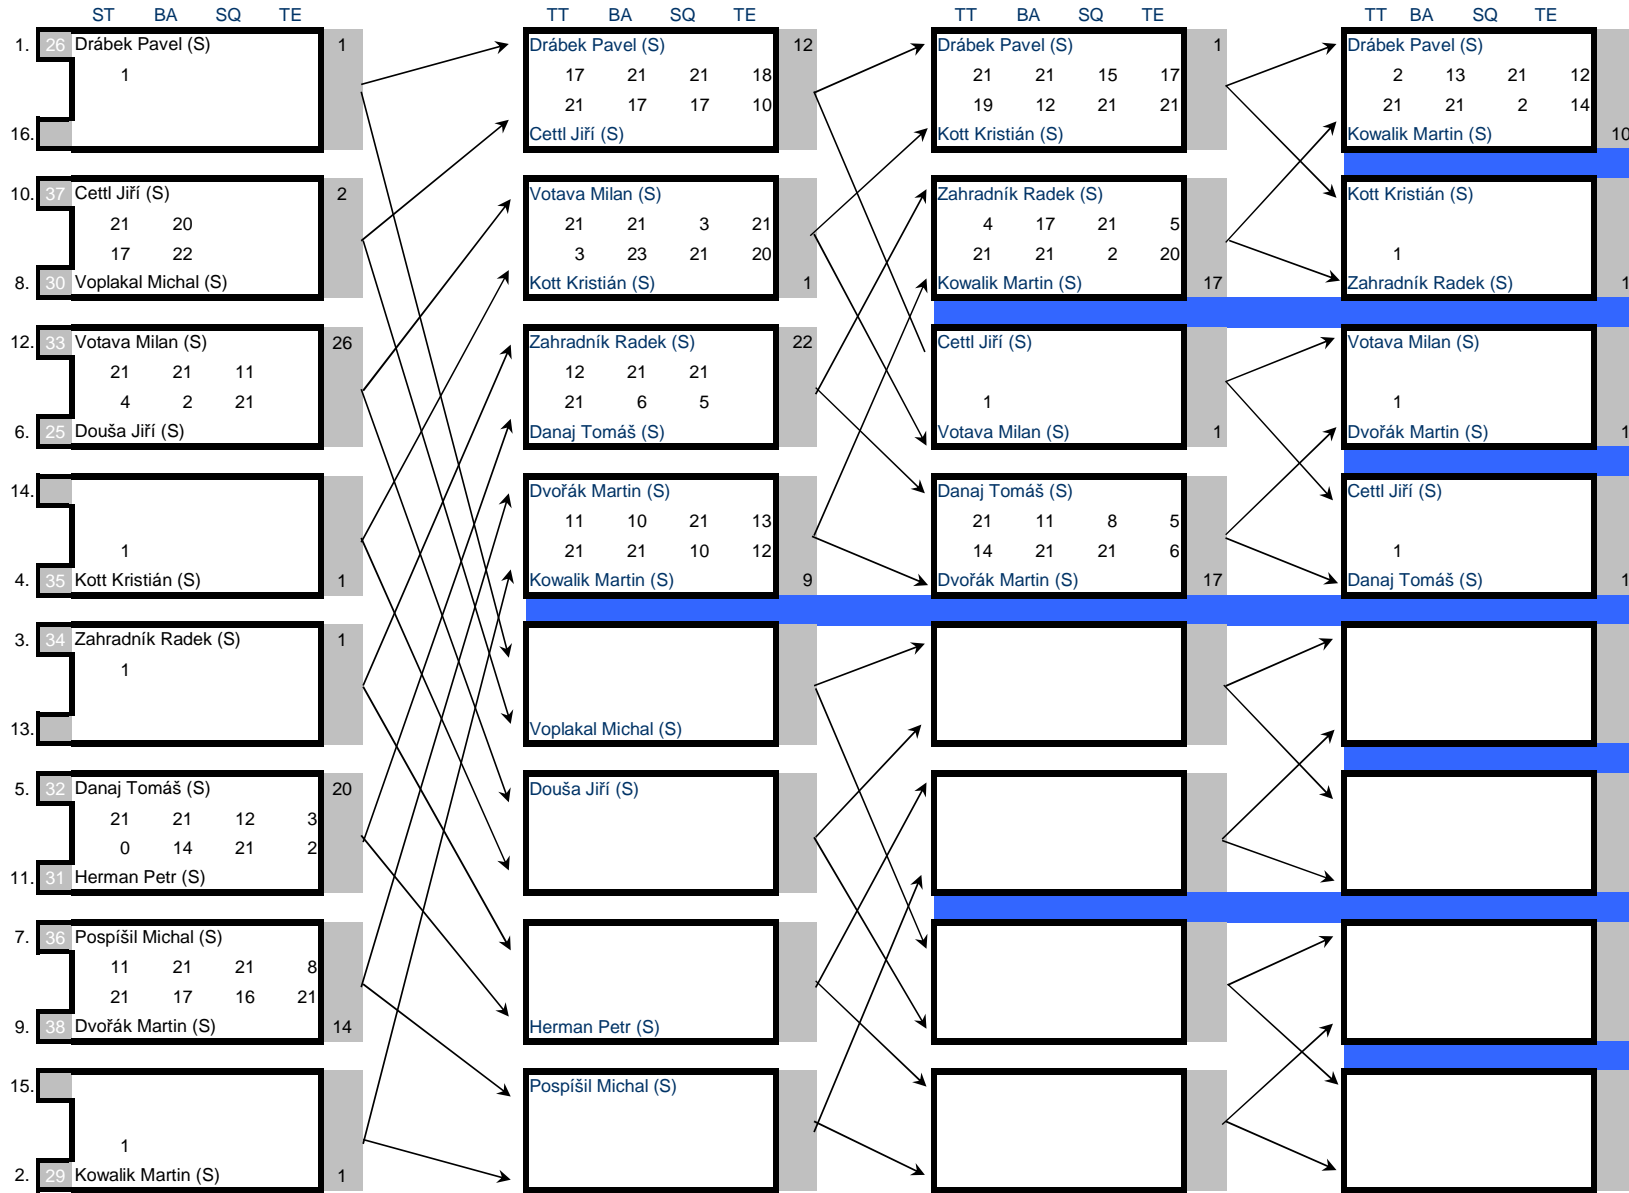 ST BA SQ TE
1. 26 Drábek Pavel (S) 1
1
16.
10. 37 Cettl Jiří (S) 2
21 20
17 22
8. 30 Voplakal Michal (S)
12. 33 Votava Milan (S) 26
21 21 11
4 2 21
6. 25 Douša Jiří (S)
14.
1
4. 35 Kott Kristián (S) 1
3. 34 Zahradník Radek (S) 1
1
13.
5. 32 Danaj Tomáš (S) 20
21 21 12 3
0 14 21 2
11. 31 Herman Petr (S)
7. 36 Pospíšil Michal (S)
11 21 21 8
21 17 16 21
9. 38 Dvořák Martin (S) 14
15.
1
2. 29 Kowalik Martin (S) 1
TT BA SQ TE
Drábek Pavel (S) 12
17 21 21 18
21 17 17 10
Cettl Jiří (S)
Votava Milan (S)
21 21 3 21
3 23 21 20
Kott Kristián (S) 1
Zahradník Radek (S) 22
12 21 21
21 6 5
Danaj Tomáš (S)
Dvořák Martin (S)
11 10 21 13
21 21 10 12
Kowalik Martin (S) 9
Voplakal Michal (S)
Douša Jiří (S)
Herman Petr (S)
Pospíšil Michal (S)
TT BA SQ TE
Drábek Pavel (S) 1
21 21 15 17
19 12 21 21
Kott Kristián (S)
Zahradník Radek (S)
4 17 21 5
21 21 2 20
Kowalik Martin (S) 17
Cettl Jiří (S)
1
Votava Milan (S) 1
Danaj Tomáš (S)
21 11 8 5
14 21 21 6
Dvořák Martin (S) 17
TT BA SQ TE
Drábek Pavel (S)
2 13 21 12
21 21 2 14
Kowalik Martin (S) 10
Kott Kristián (S)
1
Zahradník Radek (S) 1
Votava Milan (S)
1
Dvořák Martin (S) 1
Cettl Jiří (S)
1
Danaj Tomáš (S) 1